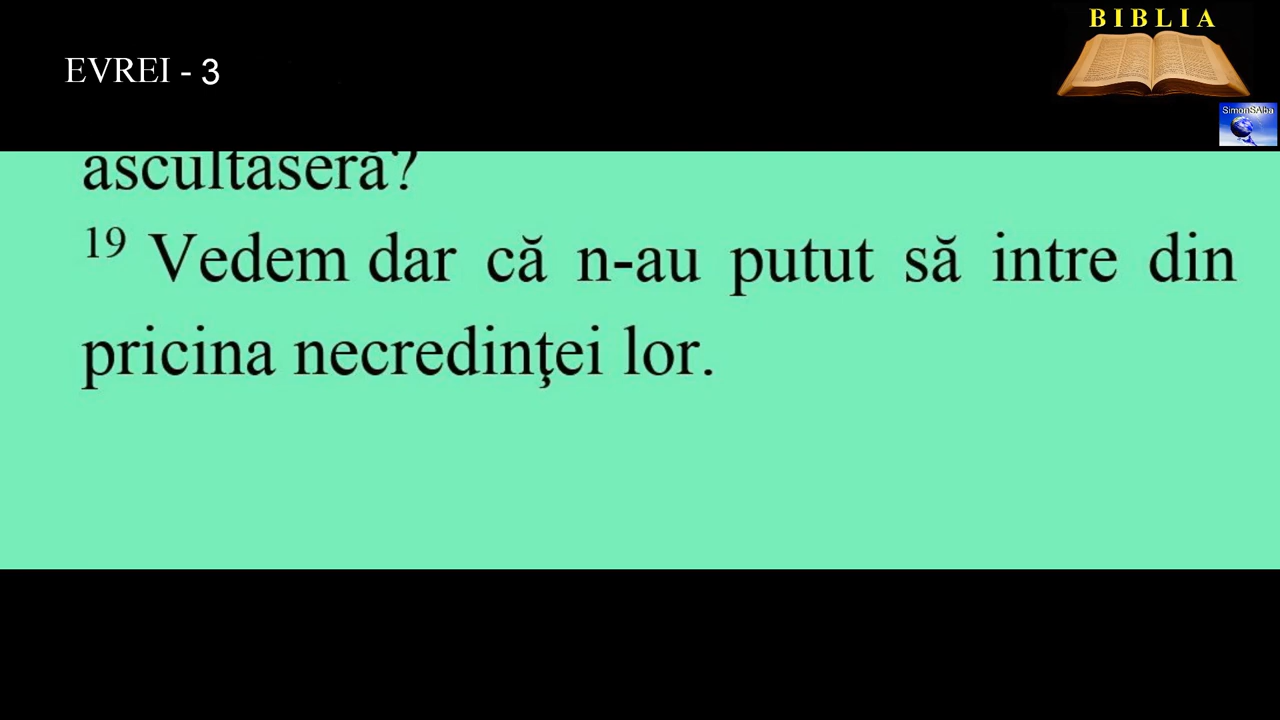 BIBLIA
EVREI - 3
SimonSAlba
ascultaseră?
19 Vedem dar că n-au putut să intre din
pricina necredinţei lor.